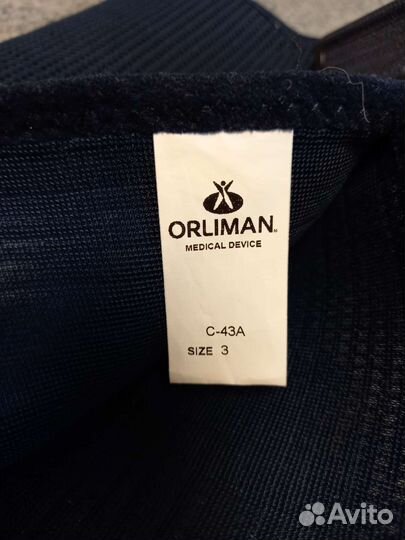 ORLIMAN®
MEDICAL DEVICE
C-43A
SIZE 3
Avito